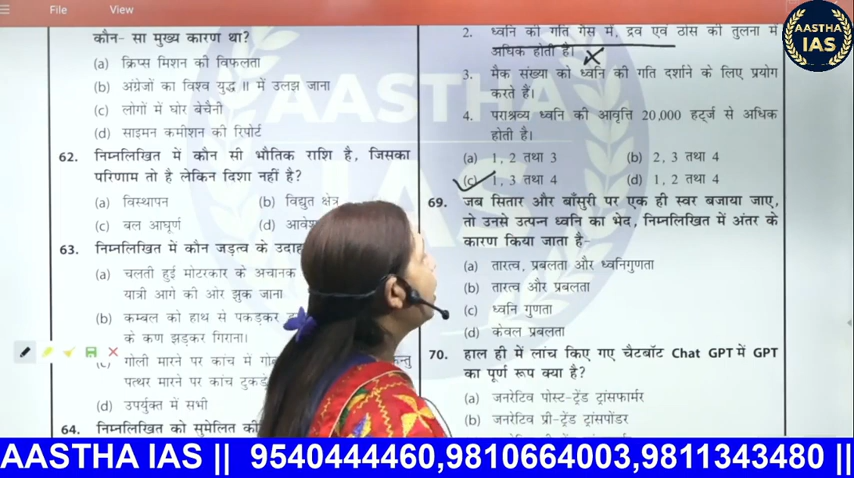 File View
AASTHA
IAS
कौन- सा मुख्य कारण था?
(a) क्रिप्स मिशन की विफलता
(b) अंग्रेजों का विश्व युद्ध II में उलझ जाना
(c) लोगों में घोर बेचैनी
(d) साइमन कमीशन की रिपोर्ट
62. निम्नलिखित में कौन सी भौतिक राशि है, जिसका
परिणाम तो है लेकिन दिशा नहीं है?
(a) विस्थापन (b) विद्युत क्षेत्र
(c) बल आघूर्ण (d) आवेश
63. निम्नलिखित में कौन जड़त्व के
(a) चलती हुई मोटरकार के अचानक
यात्री आगे की ओर झुक जाना
(b) कम्बल को हाथ से पकड़कर
के कण झड़कर गिराना।
(c) गोली मारने पर कांच में
पत्थर मारने पर कांच
(d) उपर्युक्त में सभी
64. निम्नलिखित को सुमेलित
2. ध्वनि की गति गैस में, द्रव एवं ठोस की तुलना में
अधिक होती है।
3. मैक संख्या को ध्वनि की गति दर्शाने के लिए प्रयोग
करते हैं।
4. पराश्रव्य ध्वनि की आवृत्ति 20,000 हर्ट्ज से अधिक
होती है।
(a) 1, 2 तथा 3 (b) 2, 3 तथा 4
(c) 1, 3 तथा 4 (d) 1, 2 तथा 4
69. जब सितार और बाँसुरी पर एक ही स्वर बजाया जाए,
तो उनसे उत्पन्न ध्वनि का भेद, निम्नलिखित में अंतर के
कारण किया जाता है-
(a) तारत्व, प्रबलता और ध्वनिगुणता
(b) तारत्व और प्रबलता
(c) ध्वनि गुणता
(d) केवल प्रबलता
70. हाल ही में लांच किए गए चैटबॉट Chat GPT में GPT
का पूर्ण रूप क्या है?
(a) जनरेटिव पोस्ट-ट्रेंड ट्रांसफार्मर
(b) जनरेटिव प्री-ट्रेंड ट्रांसपोंडर
AASTHA IAS || 9540444460,9810664003,9811343480 ||